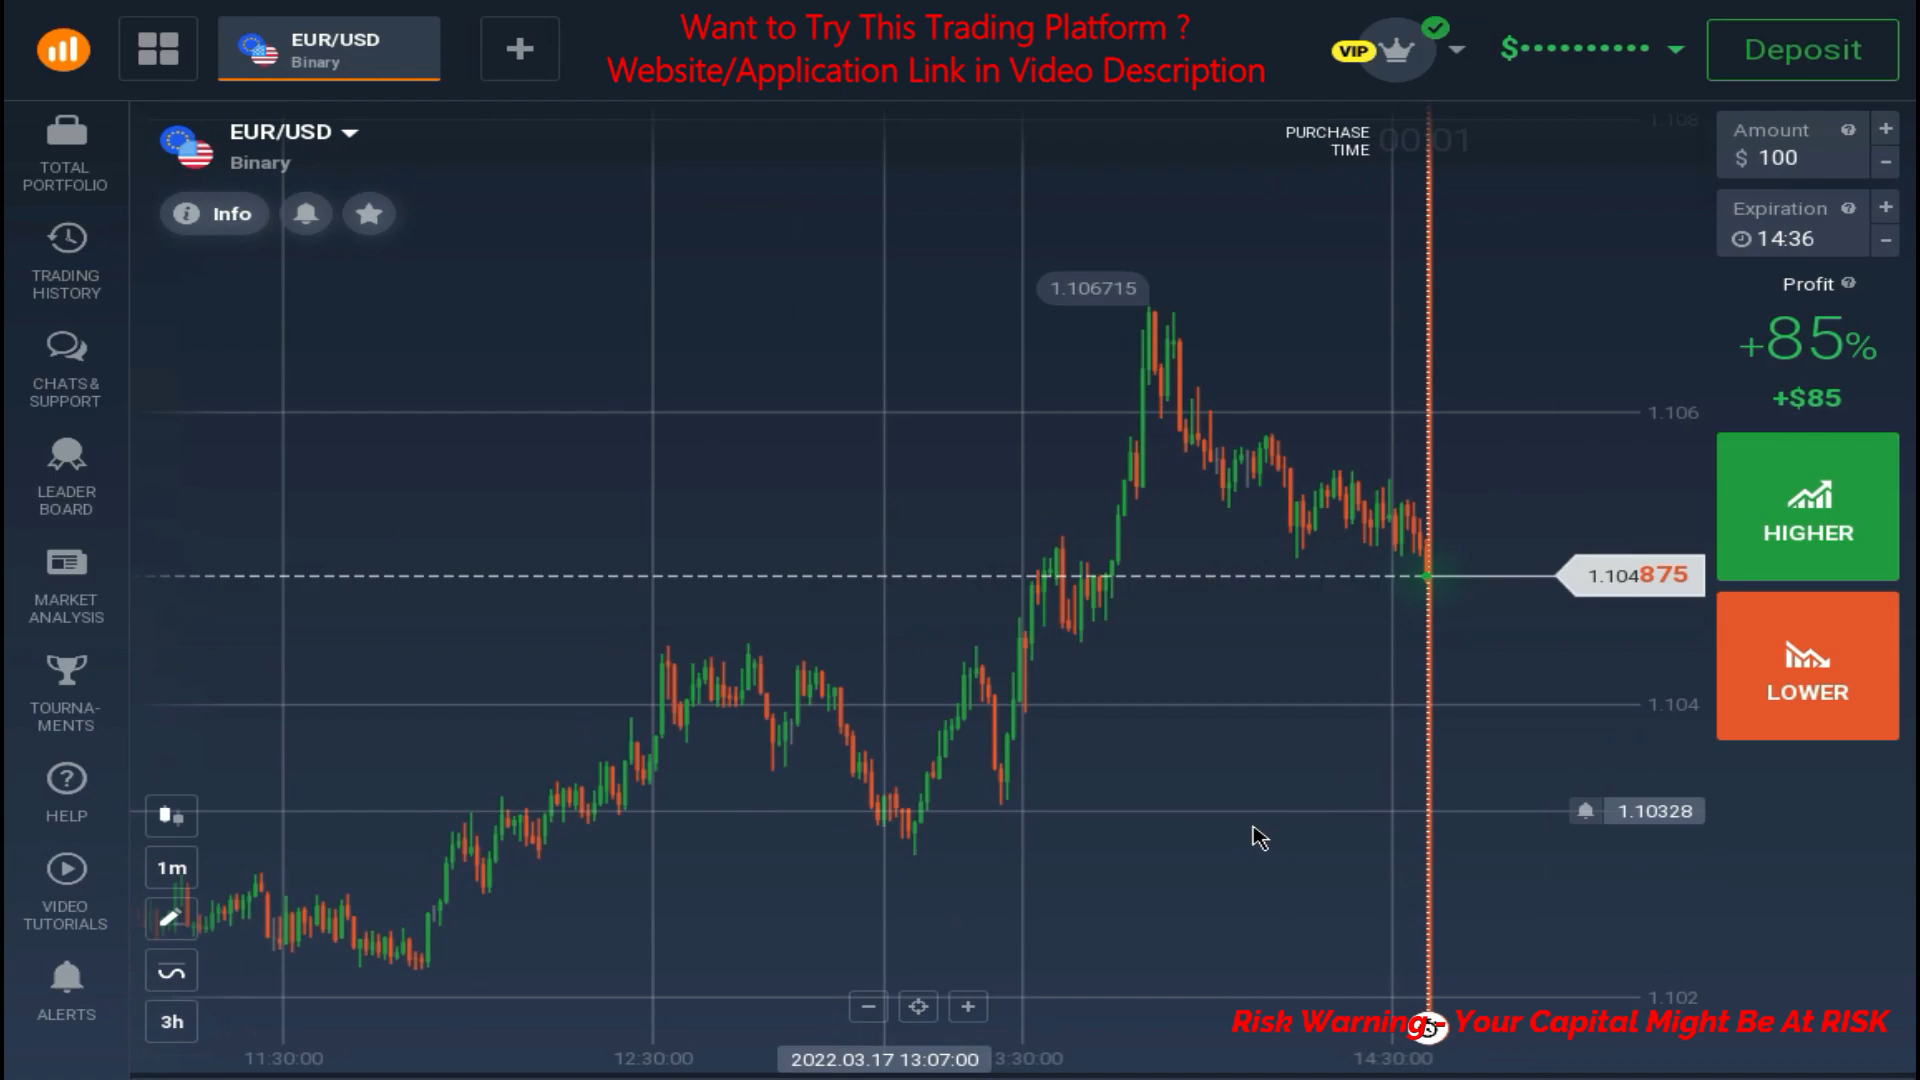 EUR/USD
Binary
Want to Try This Trading Platform ?
Website/Application Link in Video Description
VIP
$••••••••••
Deposit
TOTAL
PORTFOLIO
TRADING
HISTORY
CHATS &
SUPPORT
LEADER
BOARD
MARKET
ANALYSIS
TOURNA-
MENTS
HELP
VIDEO
TUTORIALS
ALERTS
EUR/USD
Binary
Info
PURCHASE
TIME
00:01
1.108
1.106715
1.106
1.104875
1.104
1.10328
1.102
1m
3h
11:30:00
12:30:00
2022.03.17 13:07:00
3:30:00
14:30:00
Amount
$ 100
Expiration
14:36
Profit
+85%
+$85
HIGHER
LOWER
Risk Warning - Your Capital Might Be At RISK